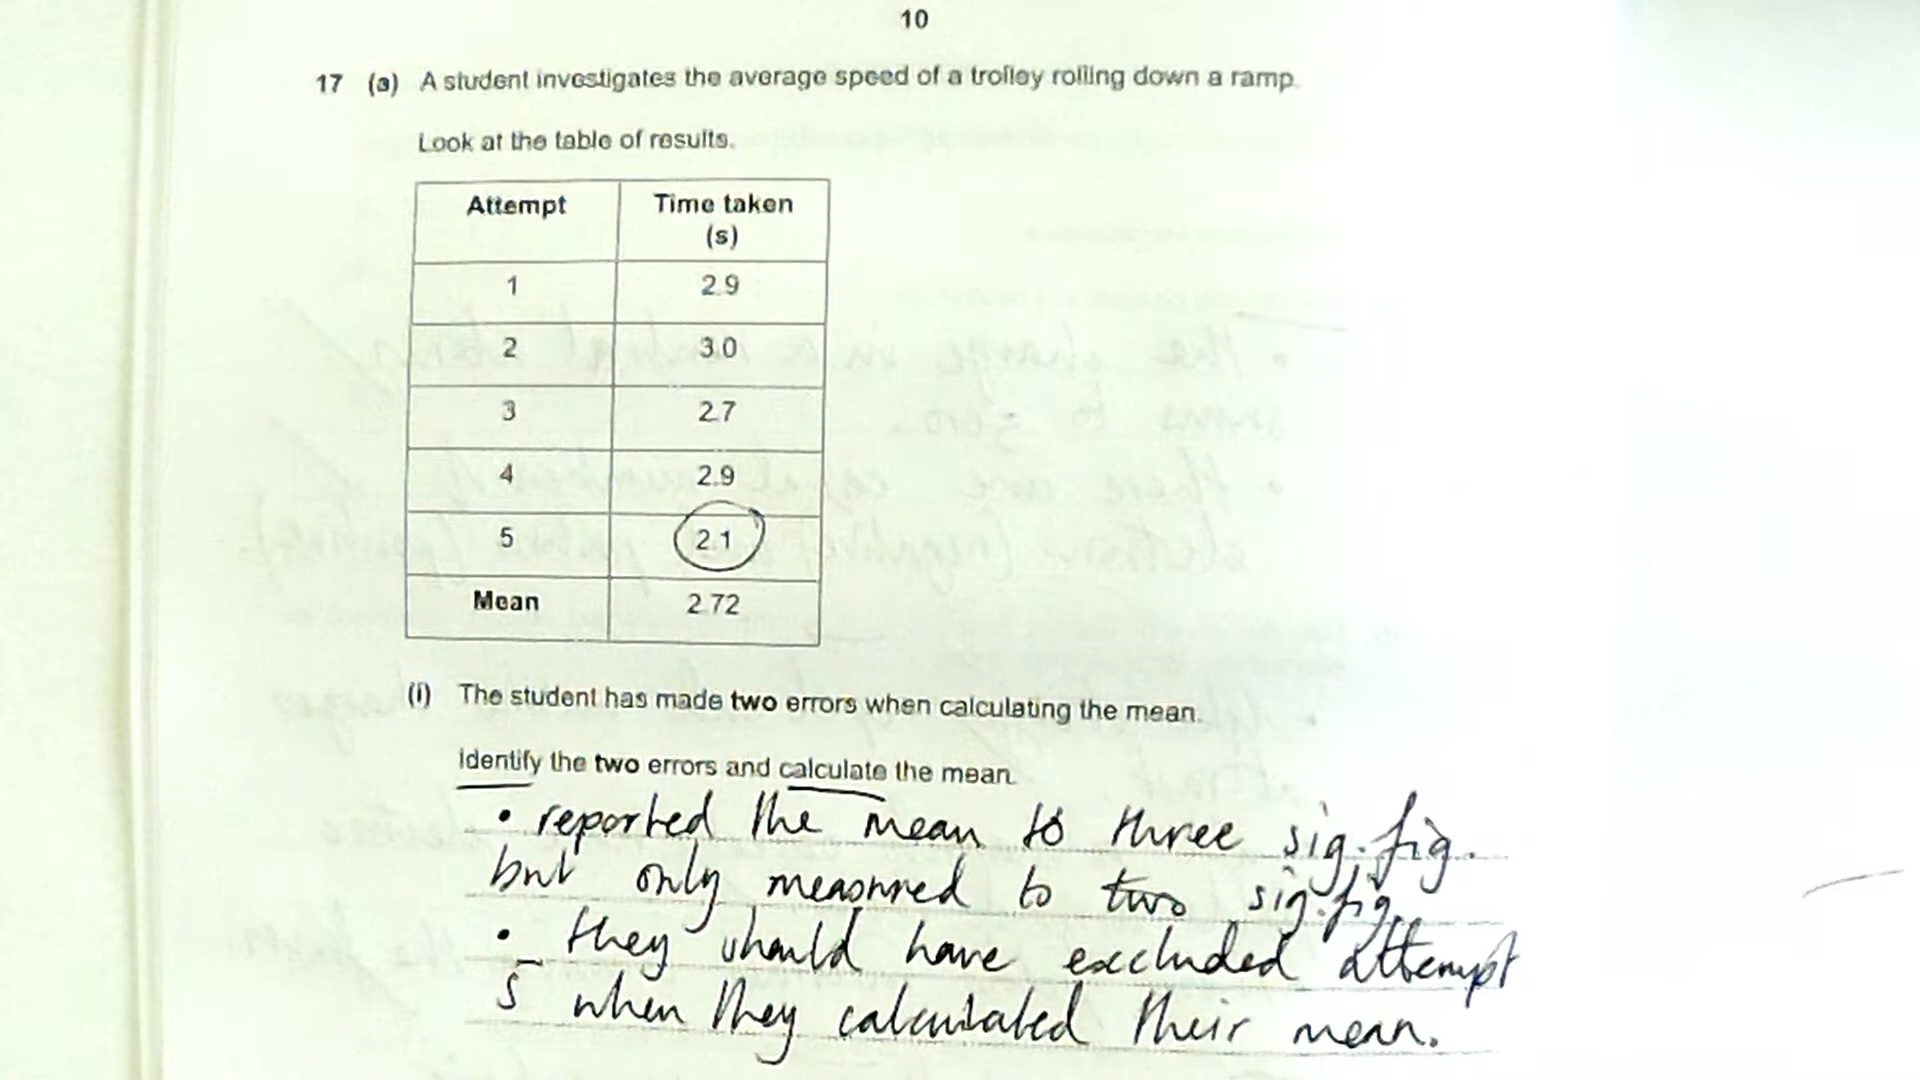 10
17 (a) A student investigates the average speed of a trolley rolling down a ramp.
Look at the table of results.
Attempt Time taken (s)
1 2.9
2 3.0
3 2.7
4 2.9
5 2.1
Mean 2.72
(i) The student has made two errors when calculating the mean.
Identify the two errors and calculate the mean.
• reported the mean to three sig.fig.
but only measured to two sig.fig.
• they should have excluded attempt
5 when they calculated their mean.